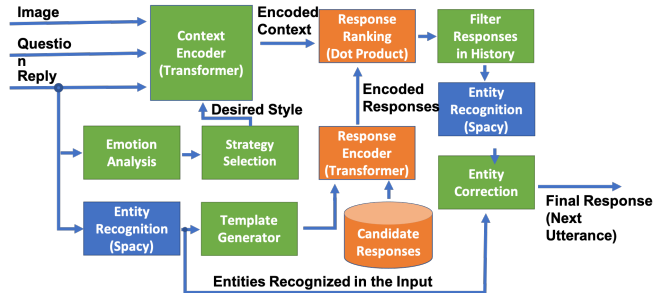 Image
Questio
n
Reply
Context
Encoder
(Transformer)
Encoded
Context
Response
Ranking
(Dot Product)
Filter
Responses
in History
Desired Style
Encoded
Responses
Entity
Recognition
(Spacy)
Emotion
Analysis
Strategy
Selection
Response
Encoder
(Transformer)
Entity
Correction
Final Response
(Next
Utterance)
Entity
Recognition
(Spacy)
Template
Generator
Candidate
Responses
Entities Recognized in the Input